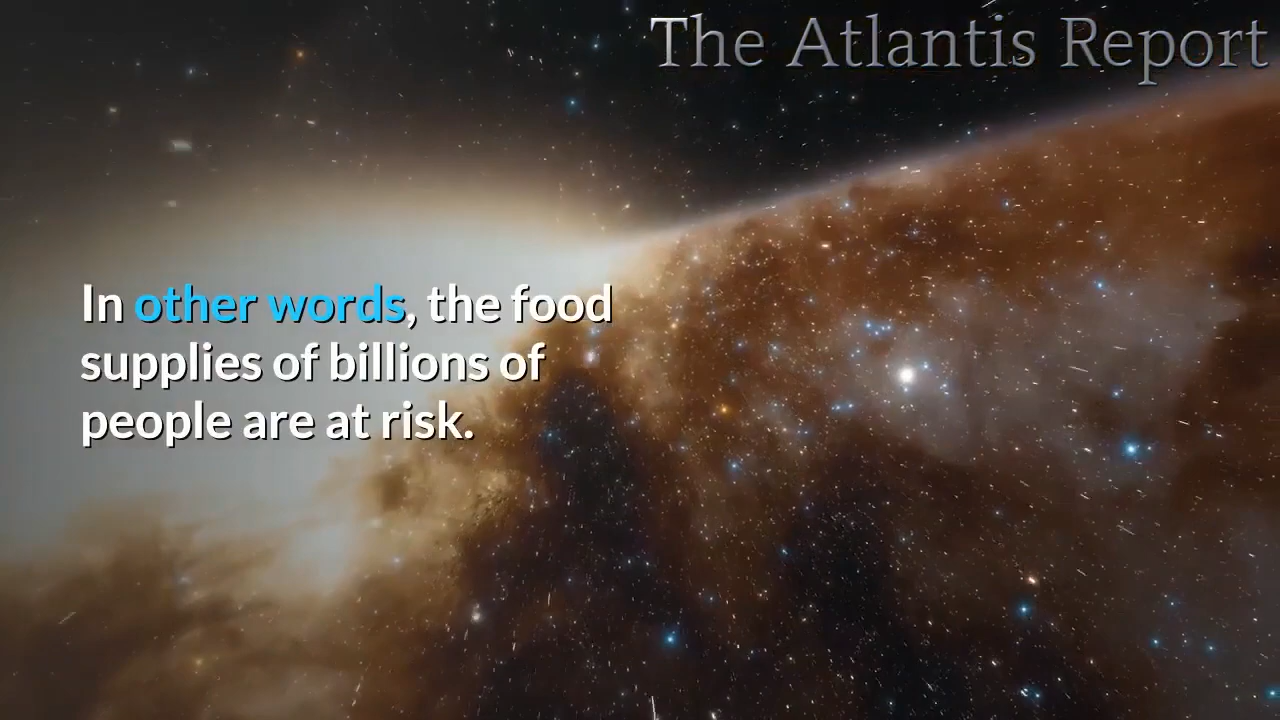 The Atlantis Report
In other words, the food
supplies of billions of
people are at risk.